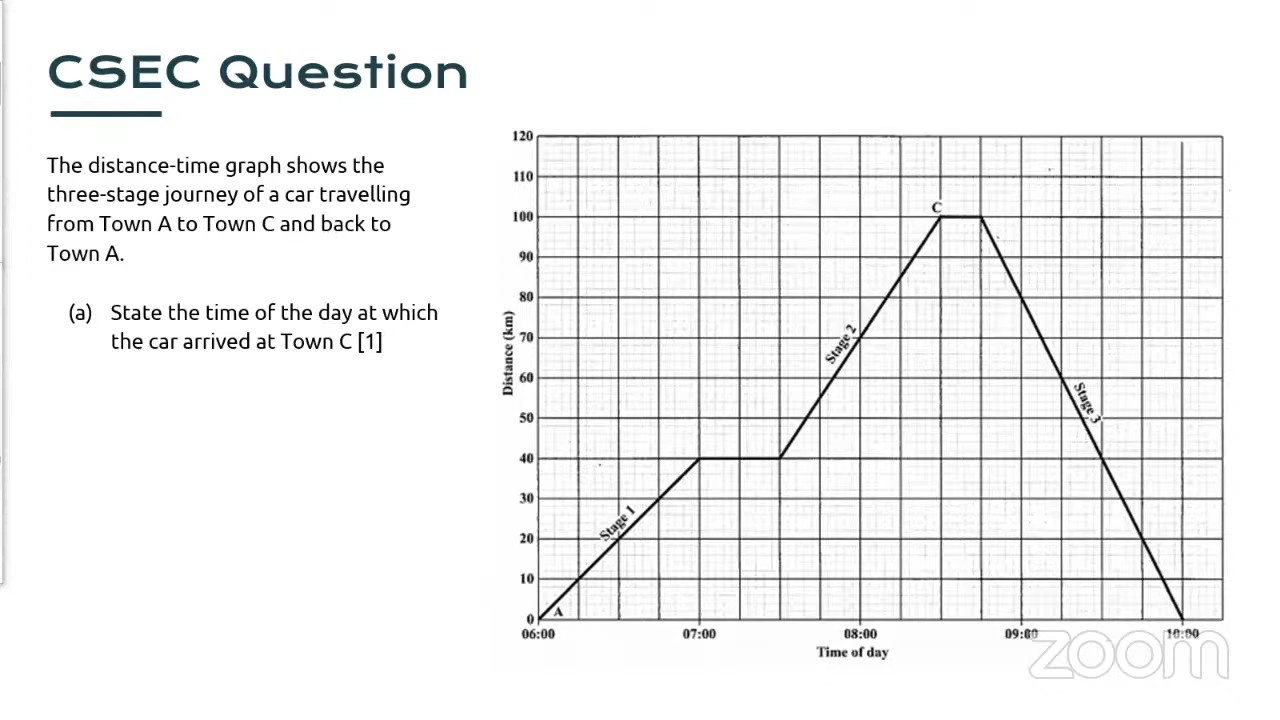 CSEC Question
The distance-time graph shows the
three-stage journey of a car travelling
from Town A to Town C and back to
Town A.
(a) State the time of the day at which
the car arrived at Town C [1]
120
110
100
90
80
70
60
50
40
30
20
10
0
Distance (km)
A
Stage 1
Stage 2
C
Stage 3
06:00 07:00 08:00 09:00 10:00
Time of day
zoom